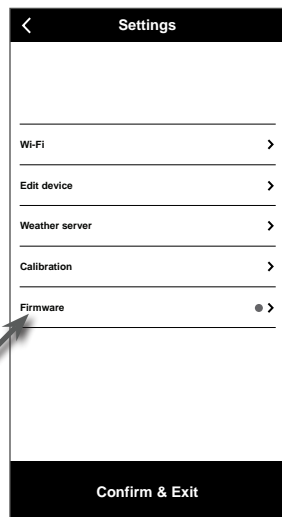 Settings
Wi-Fi
Edit device
Weather server
Calibration
Firmware
Confirm & Exit